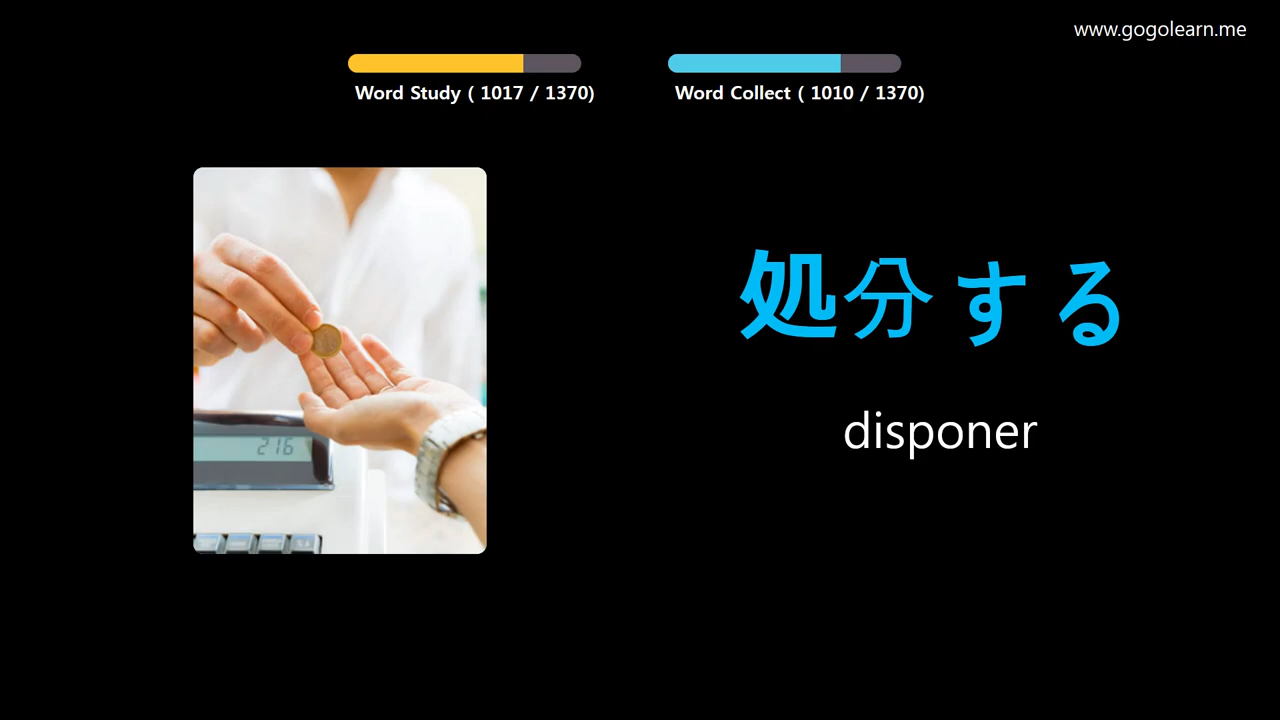 www.gogolearn.me
Word Study ( 1017 / 1370)
Word Collect ( 1010 / 1370)
処分する
disponer
216